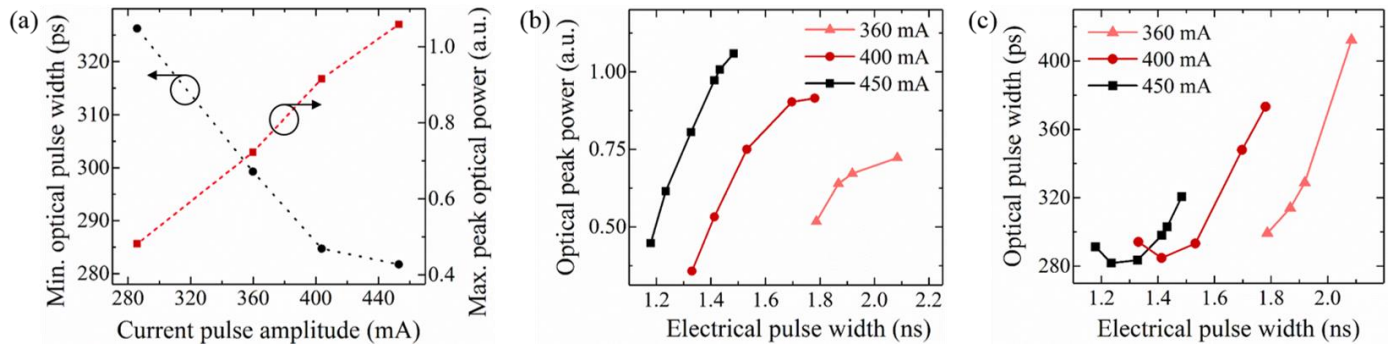 (a)
Min. optical pulse width (ps)
320
310
300
290
280
280 320 360 400 440
Current pulse amplitude (mA)
1.0
0.8
0.6
0.4
Max. peak optical power (a.u.)
(b)
Optical peak power (a.u.)
1.00
0.75
0.50
360 mA
400 mA
450 mA
1.2 1.4 1.6 1.8 2.0 2.2
Electrical pulse width (ns)
(c)
Optical pulse width (ps)
400
360
320
280
360 mA
400 mA
450 mA
1.2 1.4 1.6 1.8 2.0
Electrical pulse width (ns)